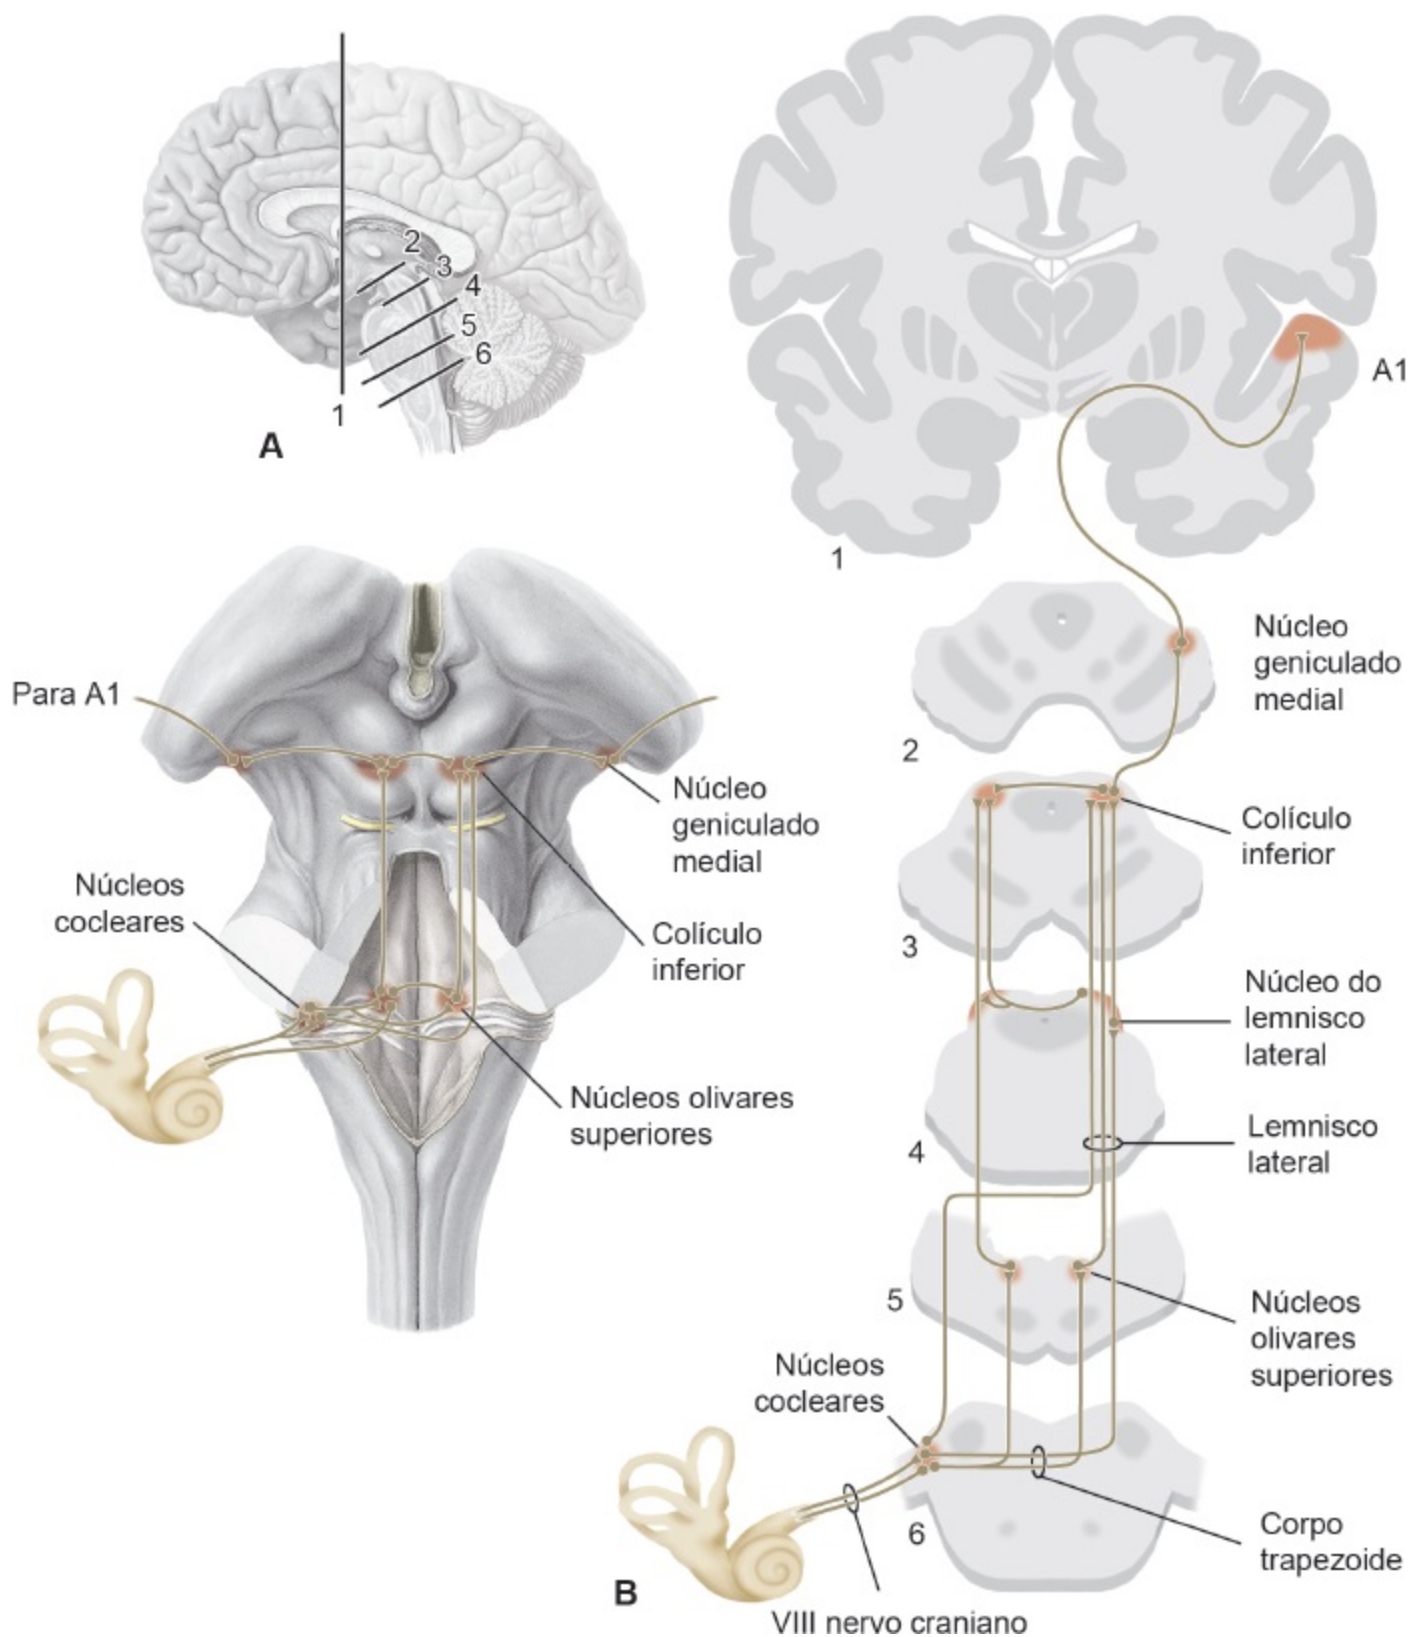 2
3
4
5
6
1
A
A1
1
Núcleo
geniculado
medial
2
Para A1
Núcleo
geniculado
medial
Colículo
inferior
Núcleos
cocleares
Colículo
inferior
3
Núcleo do
lemnisco
lateral
Núcleos olivares
superiores
Lemnisco
lateral
4
5
Núcleos
olivares
superiores
Núcleos
cocleares
6
Corpo
trapezoide
B
VIII nervo craniano